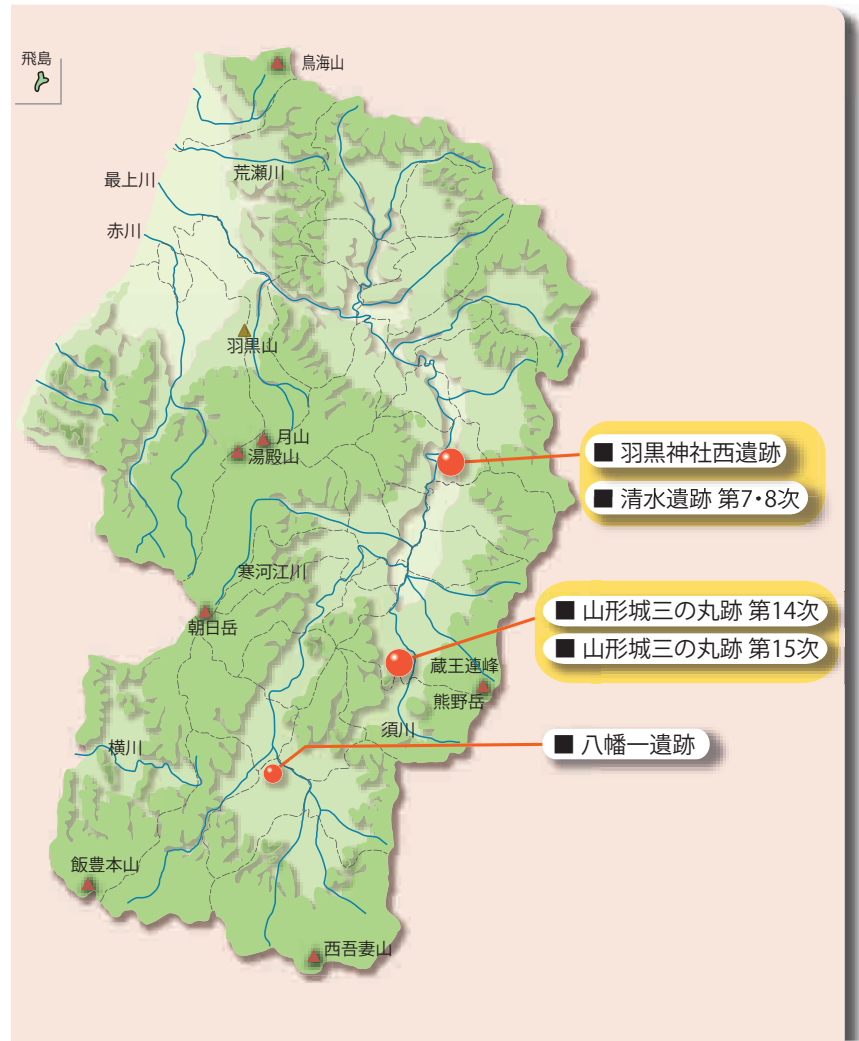 飛島
鳥海山
荒瀬川
最上川
赤川
羽黒山
月山
湯殿山
■ 羽黒神社西遺跡
■ 清水遺跡 第7・8次
寒河江川
朝日岳
■ 山形城三の丸跡 第14次
■ 山形城三の丸跡 第15次
蔵王連峰
熊野岳
須川
■ 八幡一遺跡
横川
飯豊本山
西吾妻山